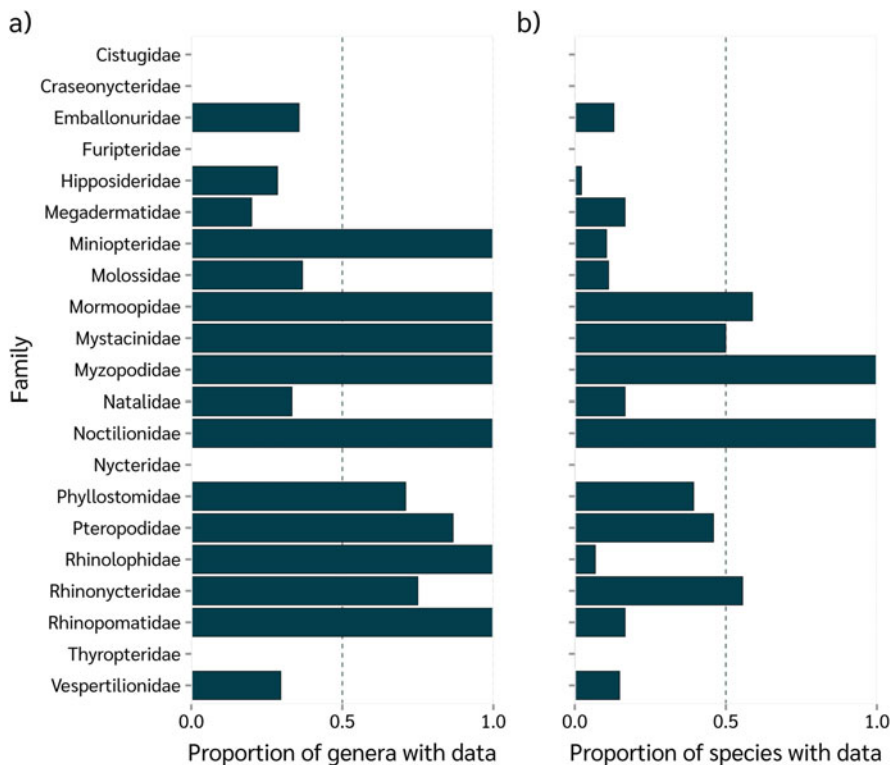 a)
b)
Family
Cistugidae
Craseonycteridae
Emballonuridae
Furipteridae
Hipposideridae
Megadermatidae
Miniopteridae
Molossidae
Mormoopidae
Mystacinidae
Myzopodidae
Natalidae
Noctilionidae
Nycteridae
Phyllostomidae
Pteropodidae
Rhinolophidae
Rhinonycteridae
Rhinopomatidae
Thyropteridae
Vespertilionidae
0.0 0.5 1.0
0.0 0.5 1.0
Proportion of genera with data
Proportion of species with data